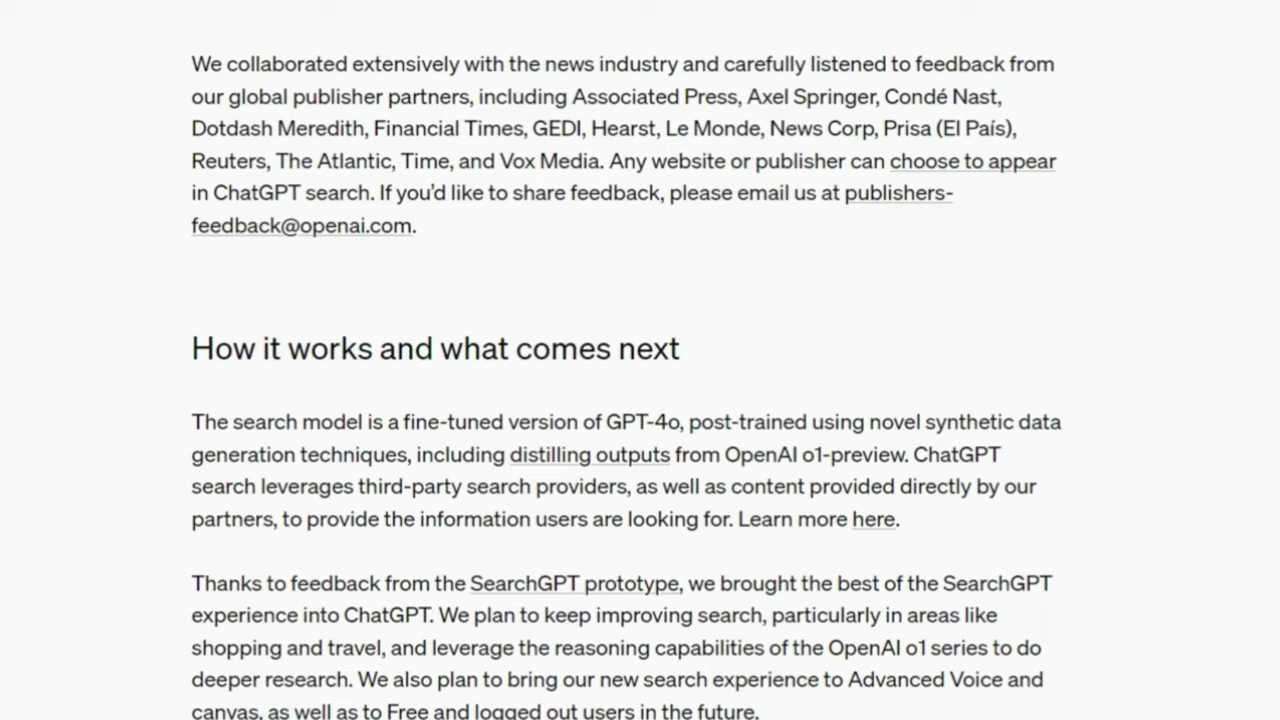 We collaborated extensively with the news industry and carefully listened to feedback from
our global publisher partners, including Associated Press, Axel Springer, Condé Nast,
Dotdash Meredith, Financial Times, GEDI, Hearst, Le Monde, News Corp, Prisa (El País),
Reuters, The Atlantic, Time, and Vox Media. Any website or publisher can choose to appear
in ChatGPT search. If you’d like to share feedback, please email us at publishers-
feedback@openai.com.
How it works and what comes next
The search model is a fine-tuned version of GPT-4o, post-trained using novel synthetic data
generation techniques, including distilling outputs from OpenAI o1-preview. ChatGPT
search leverages third-party search providers, as well as content provided directly by our
partners, to provide the information users are looking for. Learn more here.
Thanks to feedback from the SearchGPT prototype, we brought the best of the SearchGPT
experience into ChatGPT. We plan to keep improving search, particularly in areas like
shopping and travel, and leverage the reasoning capabilities of the OpenAI o1 series to do
deeper research. We also plan to bring our new search experience to Advanced Voice and
canvas, as well as to Free and logged out users in the future.